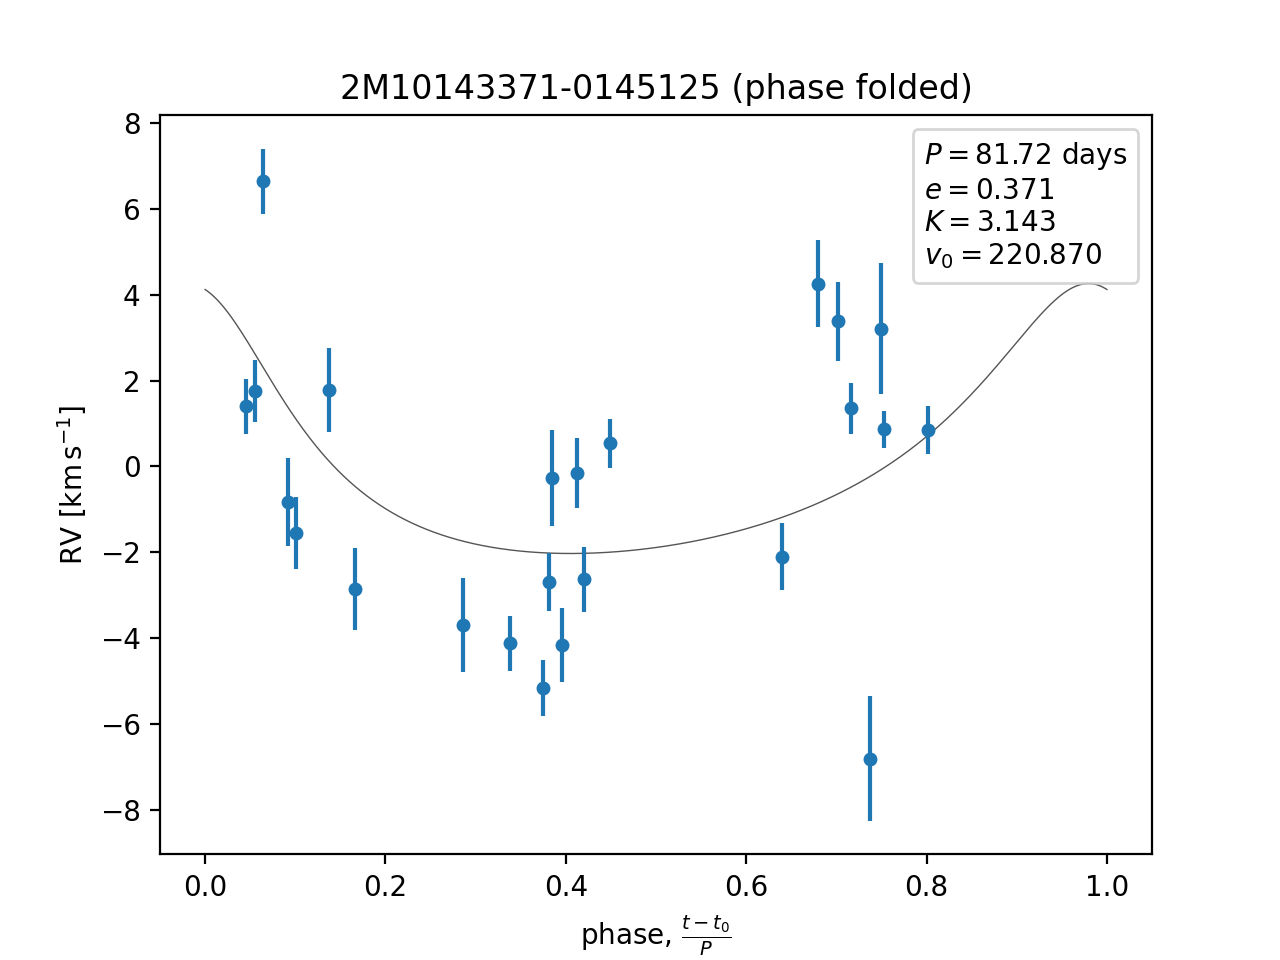 2M10143371-0145125 (phase folded)
P = 81.72 days
e = 0.371
K = 3.143
v₀ = 220.870
RV [km s⁻¹]
8
6
4
2
0
−2
−4
−6
−8
0.0 0.2 0.4 0.6 0.8 1.0
phase, (t − t₀)/P